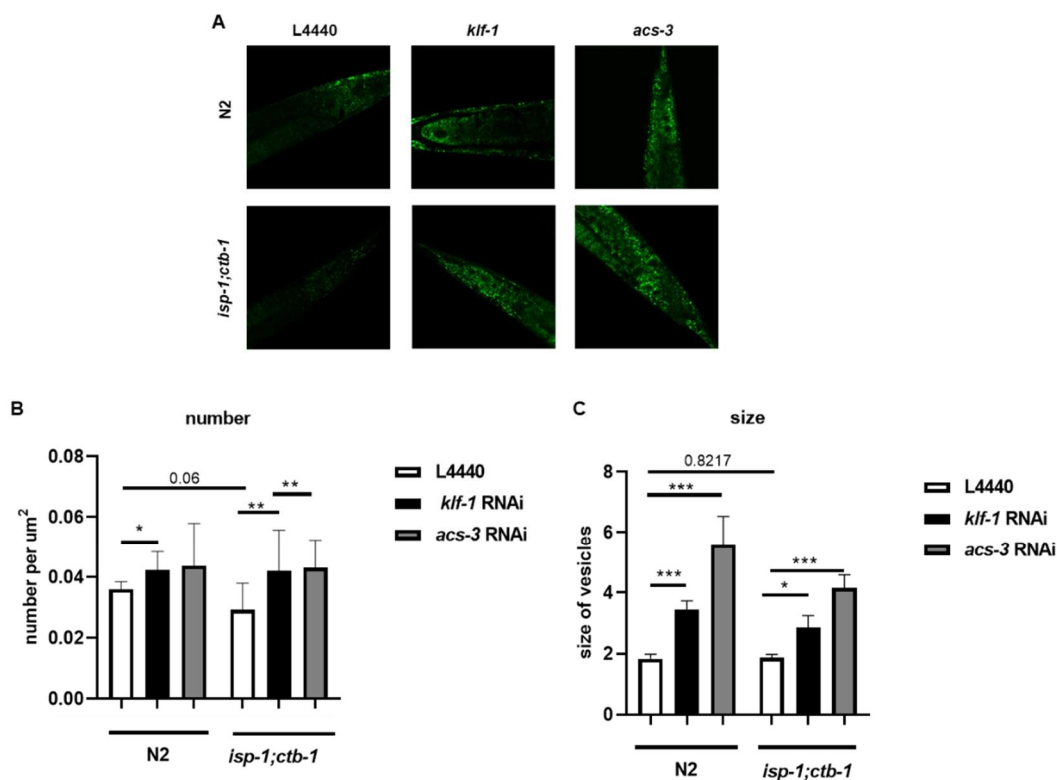 A
L4440
klf-1
acs-3
N2
isp-1;ctb-1
B
number
0.08
0.06
0.04
0.02
0.00
number per um2
0.06
*
**
**
L4440
klf-1 RNAi
acs-3 RNAi
N2
isp-1;ctb-1
C
size
8
6
4
2
0
size of vesicles
0.8217
***
***
***
*
L4440
klf-1 RNAi
acs-3 RNAi
N2
isp-1;ctb-1